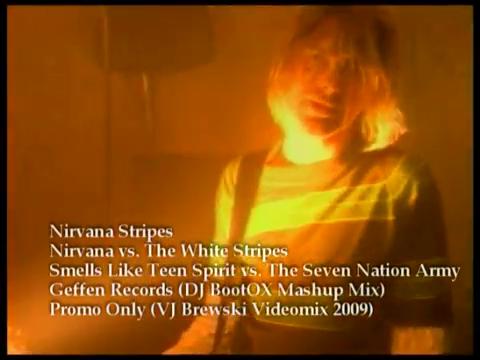 Nirvana Stripes
Nirvana vs. The White Stripes
Smells Like Teen Spirit vs. The Seven Nation Army
Geffen Records (DJ BootOX Mashup Mix)
Promo Only (VJ Brewski Videomix 2009)